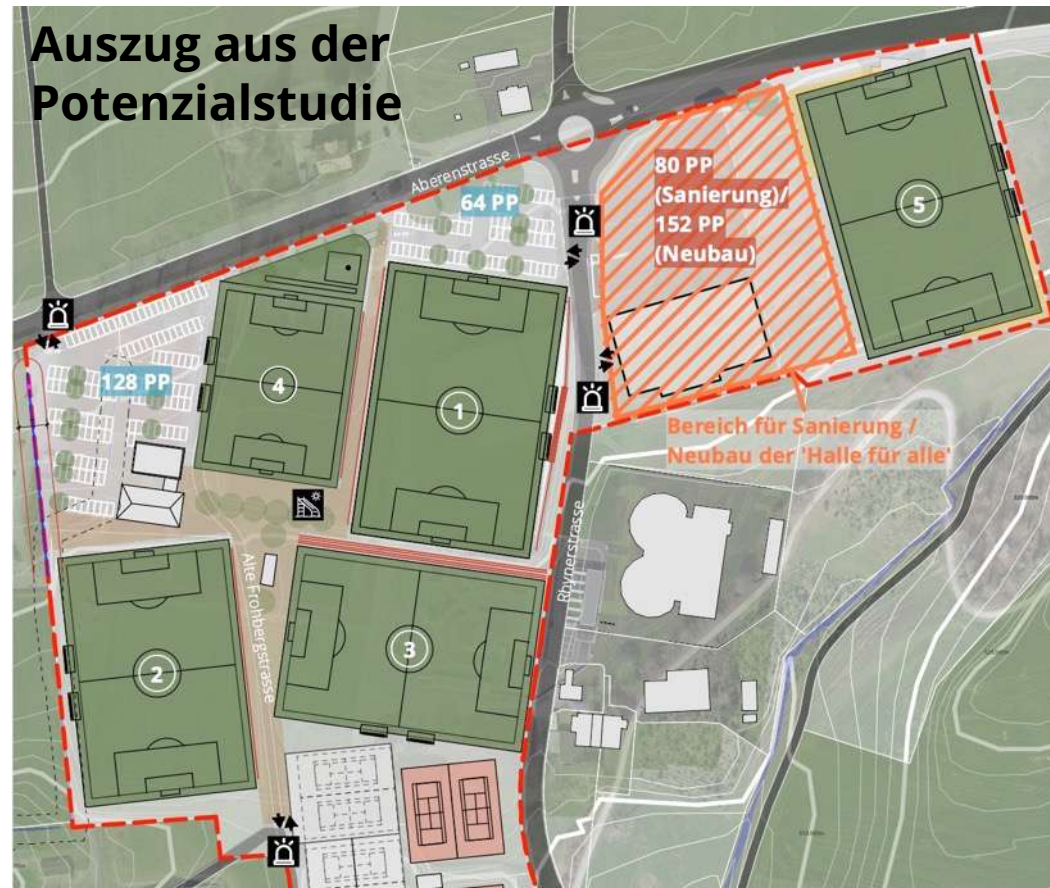 Auszug aus der
Potenzialstudie
Aberenstrasse
64 PP
80 PP
(Sanierung)/
152 PP
(Neubau)
5
128 PP
4
1
Bereich für Sanierung /
Neubau der 'Halle für alle'
Rhynerstrasse
Alte Frohbergstrasse
3
2